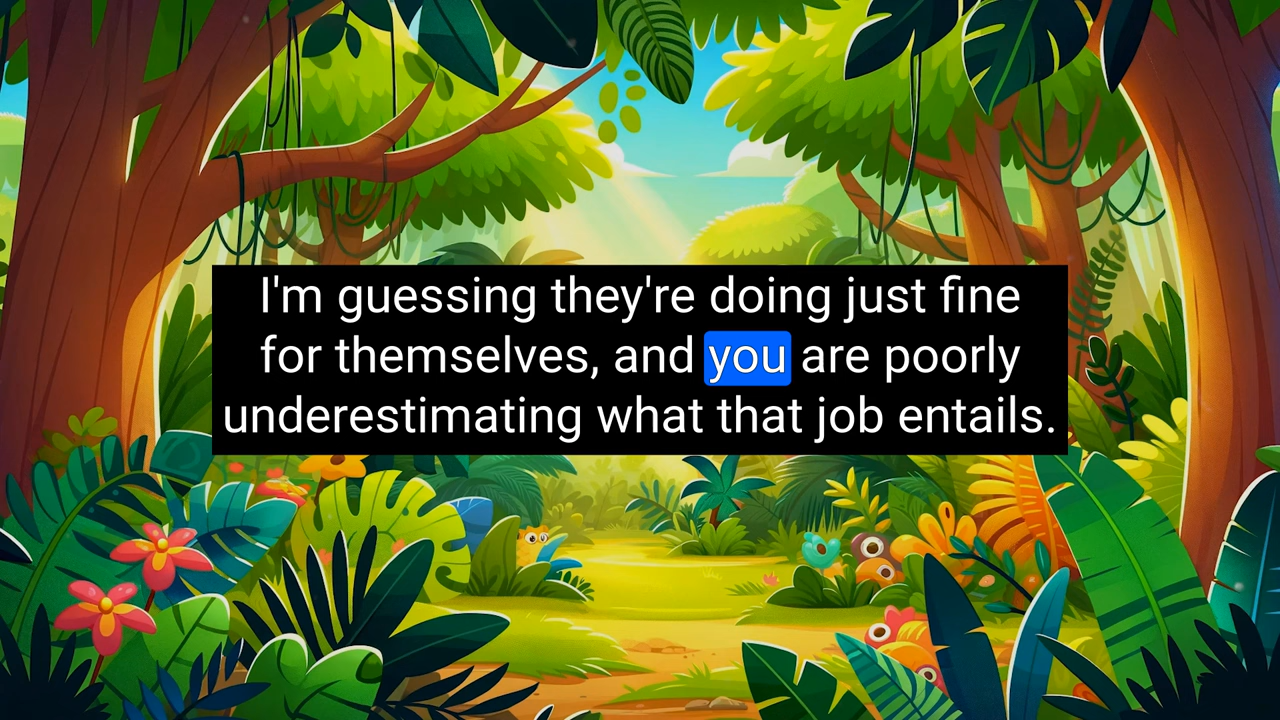 I'm guessing they're doing just fine
for themselves, and you are poorly
underestimating what that job entails.